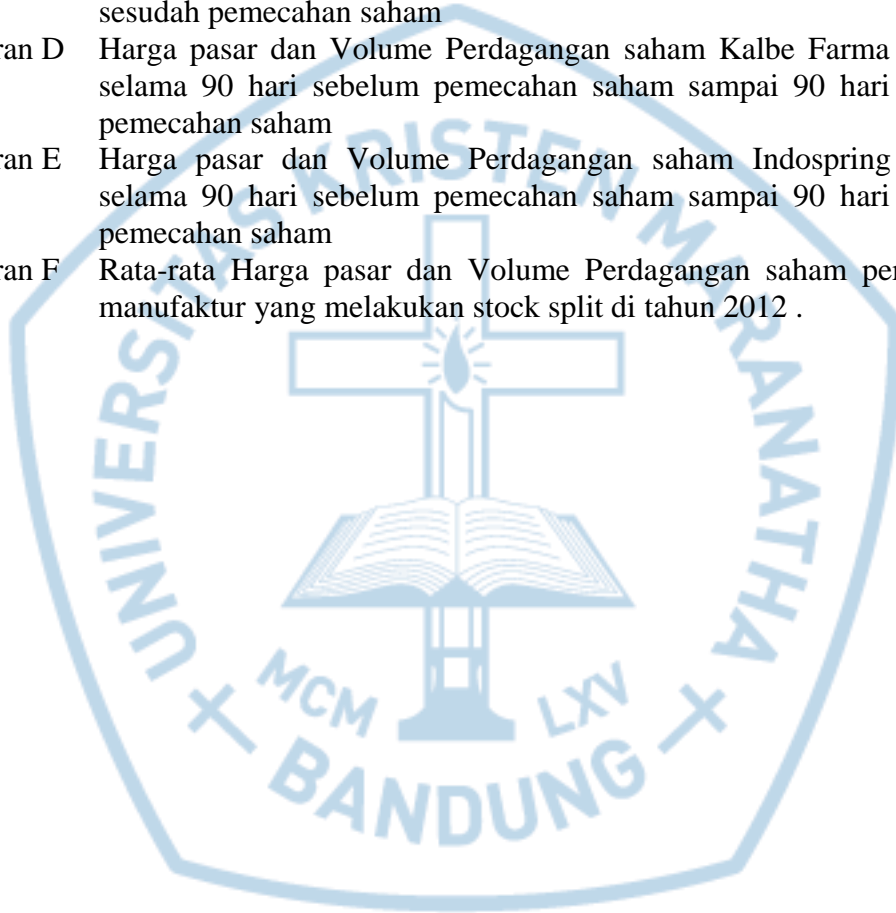 sesudah pemecahan saham
ran D Harga pasar dan Volume Perdagangan saham Kalbe Farma
selama 90 hari sebelum pemecahan saham sampai 90 hari
pemecahan saham
ran E Harga pasar dan Volume Perdagangan saham Indospring
selama 90 hari sebelum pemecahan saham sampai 90 hari
pemecahan saham
ran F Rata-rata Harga pasar dan Volume Perdagangan saham per
manufaktur yang melakukan stock split di tahun 2012 .
UNIVERSITAS KRISTEN MARANATHA
MCM LXV
BANDUNG